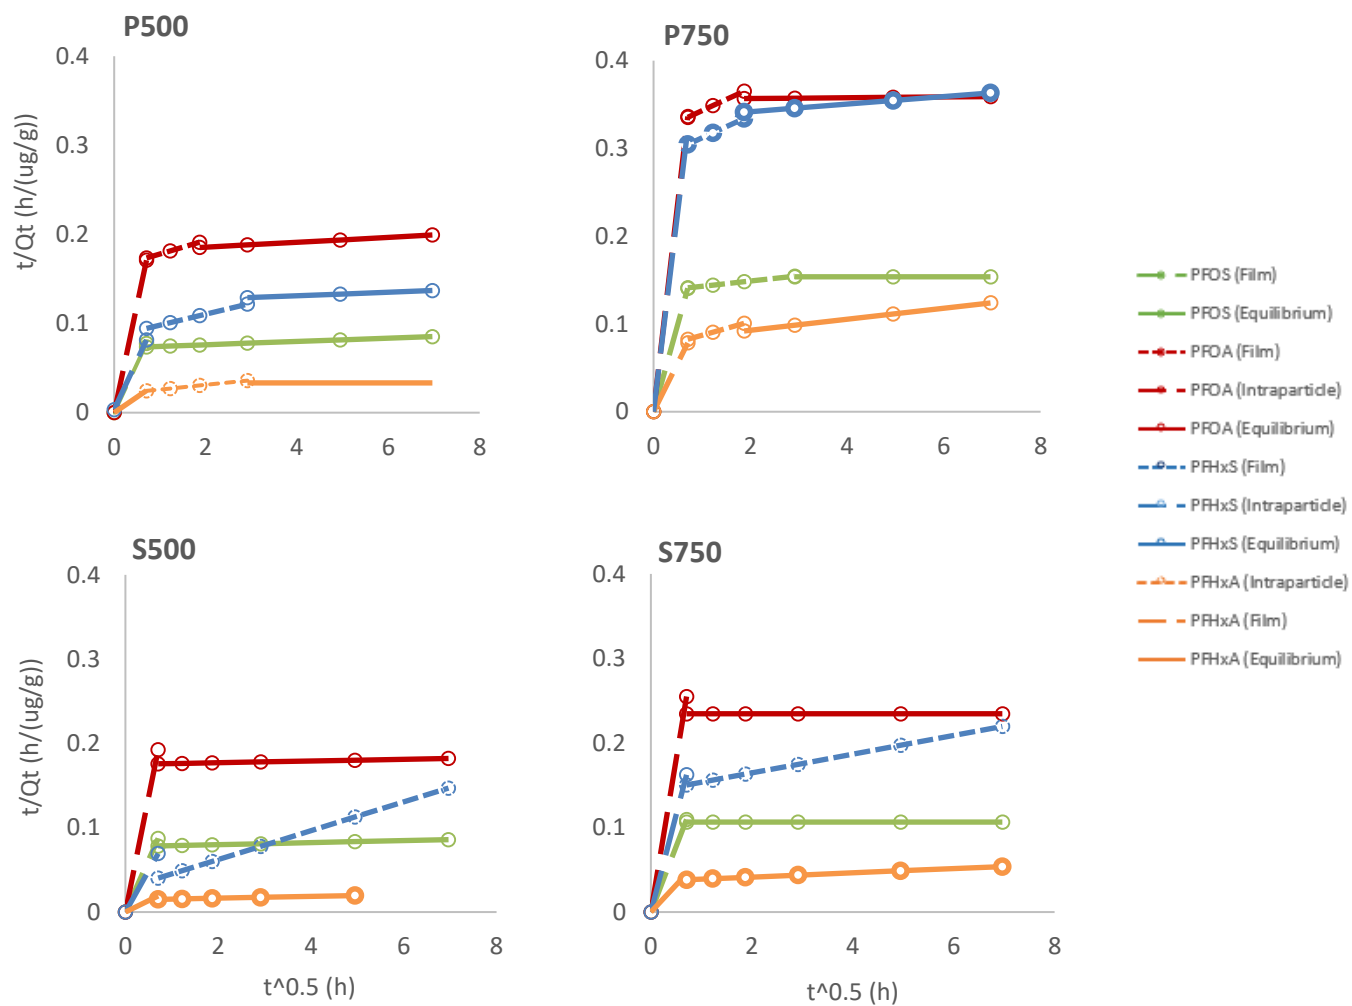 P500
P750
t/Qt (h/(ug/g))
0.4
0.3
0.2
0.1
0
0 2 4 6 8
0.4
0.3
0.2
0.1
0
0 2 4 6 8
PFOS (Film)
PFOS (Equilibrium)
PFOA (Film)
PFOA (Intraparticle)
PFOA (Equilibrium)
PFHxS (Film)
PFHxS (Intraparticle)
PFHxS (Equilibrium)
PFHxA (Intraparticle)
PFHxA (Film)
PFHxA (Equilibrium)
S500
S750
t/Qt (h/(ug/g))
0.4
0.3
0.2
0.1
0
0 2 4 6 8
t^0.5 (h)
0.4
0.3
0.2
0.1
0
0 2 4 6 8
t^0.5 (h)